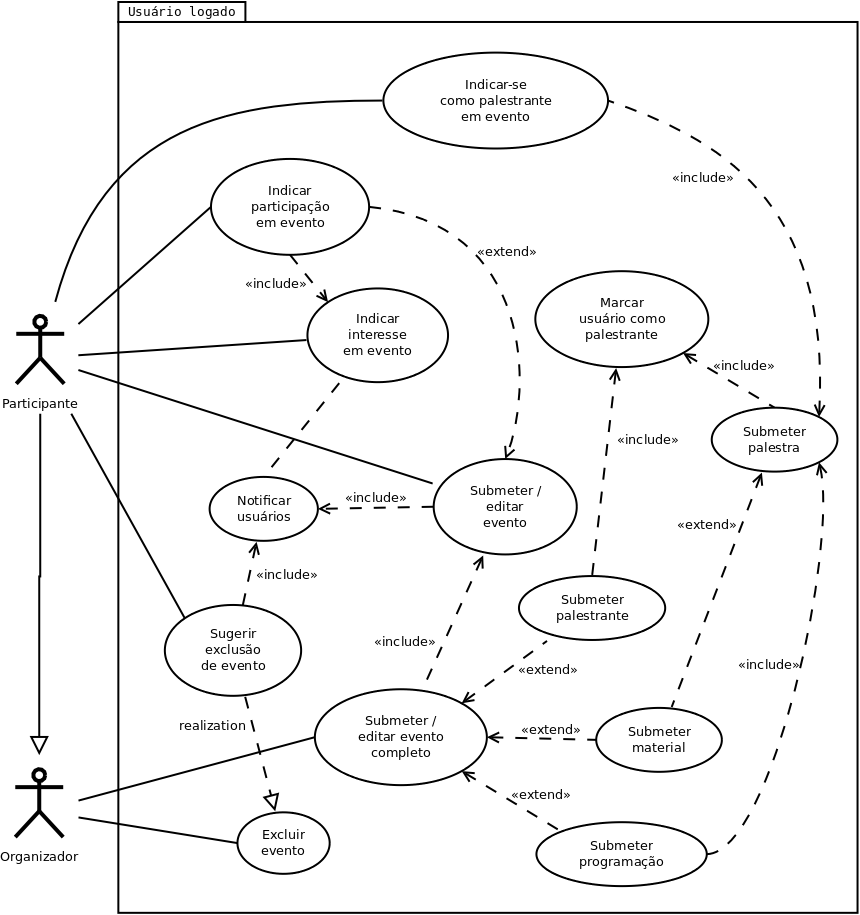 Usuário logado
Indicar-se
como palestrante
em evento
«include»
Indicar
participação
em evento
«extend»
«include»
Indicar
interesse
em evento
Marcar
usuário como
palestrante
«include»
Participante
Submeter
palestra
«include»
Notificar
usuários
«include»
Submeter /
editar
evento
«extend»
«include»
Submeter
palestrante
Sugerir
exclusão
de evento
«include»
«extend»
«include»
realization
Submeter /
editar evento
completo
«extend»
Submeter
material
«extend»
Organizador
Excluir
evento
Submeter
programação